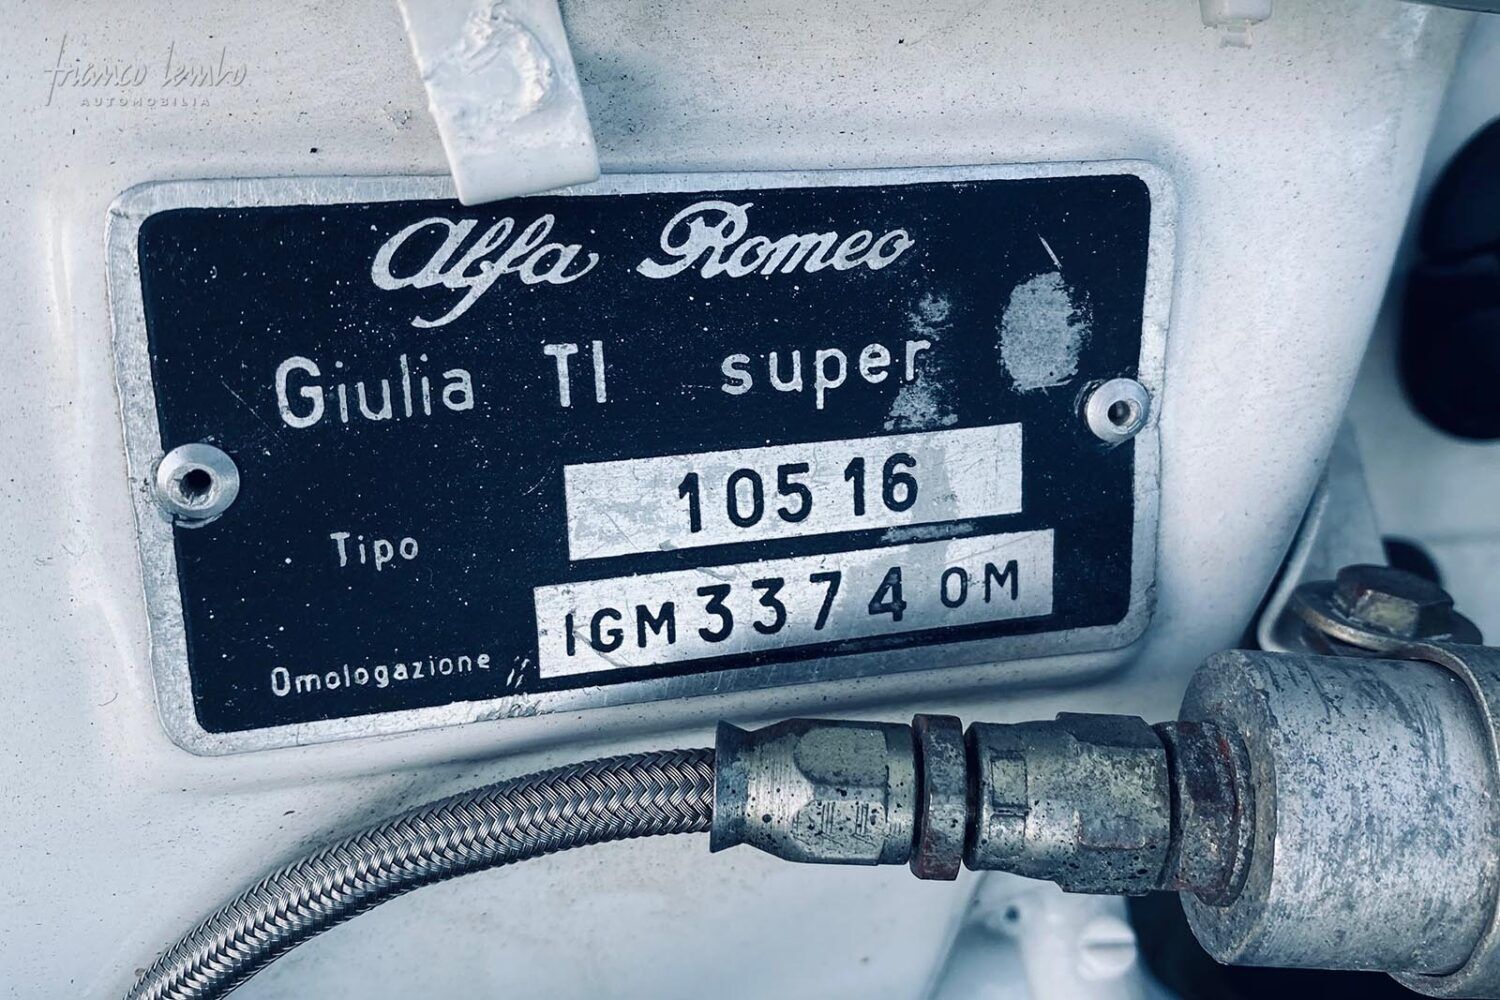 franco lembo
AUTOMOBILIA
Alfa Romeo
Giulia TI super
Tipo 10516
Omologazione IGM 3374 OM